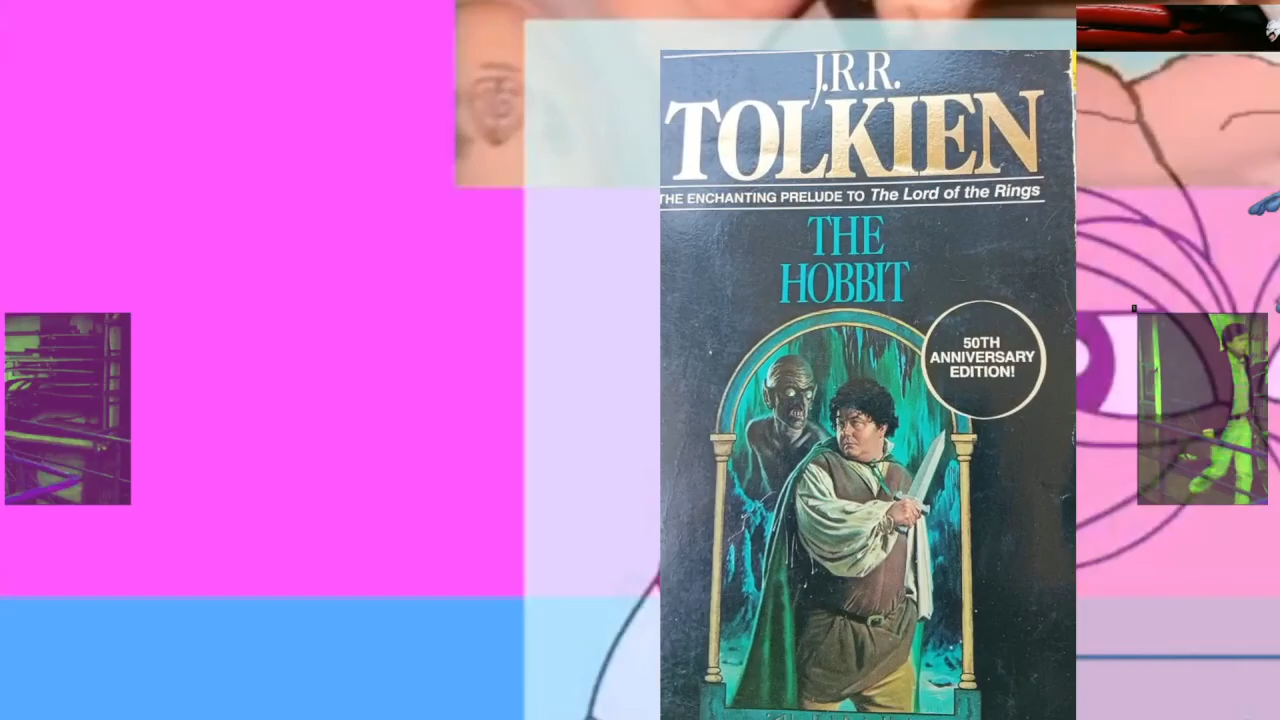 J.R.R.
TOLKIEN
THE ENCHANTING PRELUDE TO The Lord of the Rings
THE
HOBBIT
50TH
ANNIVERSARY
EDITION!